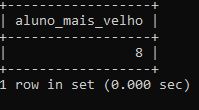 +------------------+
| aluno_mais_velho |
+------------------+
|                8 |
+------------------+
1 row in set (0.000 sec)